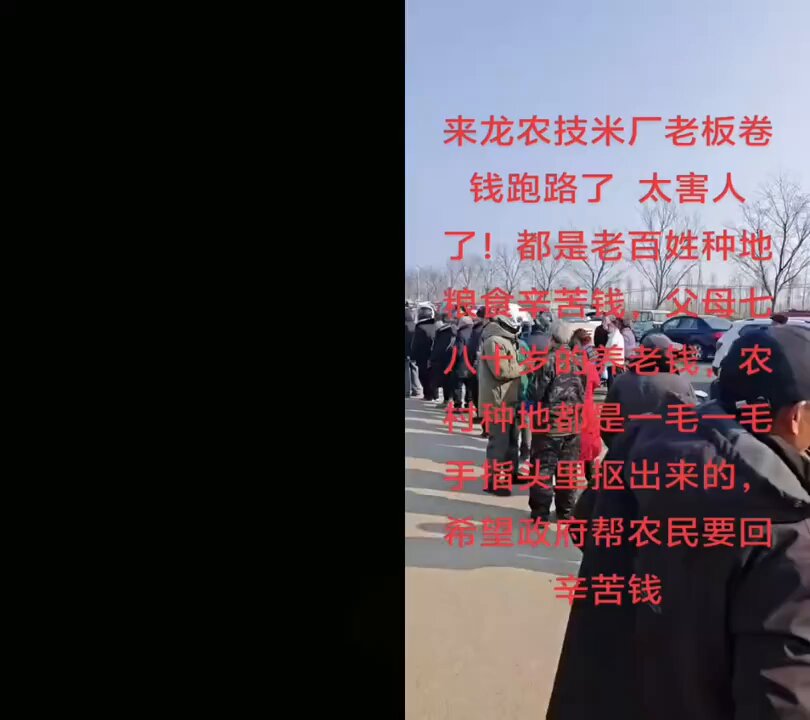 来龙农技米厂老板卷
钱跑路了 太害人
了！都是老百姓种地
粮食辛苦钱，父母七
八十岁的养老钱，农
村种地都是一毛一毛
手指头里抠出来的，
希望政府帮农民要回
辛苦钱